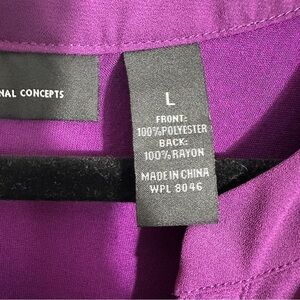 NAL CONCEPTS
L
FRONT:
100%POLYESTER
BACK:
100%RAYON
MADE IN CHINA
WPL 8046